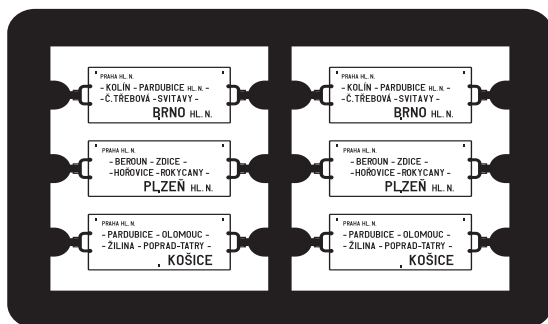 PRAHA HL. N.
- KOLÍN - PARDUBICE HL. N. -
- Č.TŘEBOVÁ - SVITAVY -
BRNO HL. N.
PRAHA HL. N.
- BEROUN - ZDICE -
-HOŘOVICE -ROKYCANY -
PLZEŇ HL. N.
PRAHA HL. N.
- PARDUBICE - OLOMOUC -
- ŽILINA - POPRAD-TATRY -
KOŠICE
PRAHA HL. N.
- KOLÍN - PARDUBICE HL. N. -
- Č.TŘEBOVÁ - SVITAVY -
BRNO HL. N.
PRAHA HL. N.
- BEROUN - ZDICE -
-HOŘOVICE -ROKYCANY -
PLZEŇ HL. N.
PRAHA HL. N.
- PARDUBICE - OLOMOUC -
- ŽILINA - POPRAD-TATRY -
KOŠICE